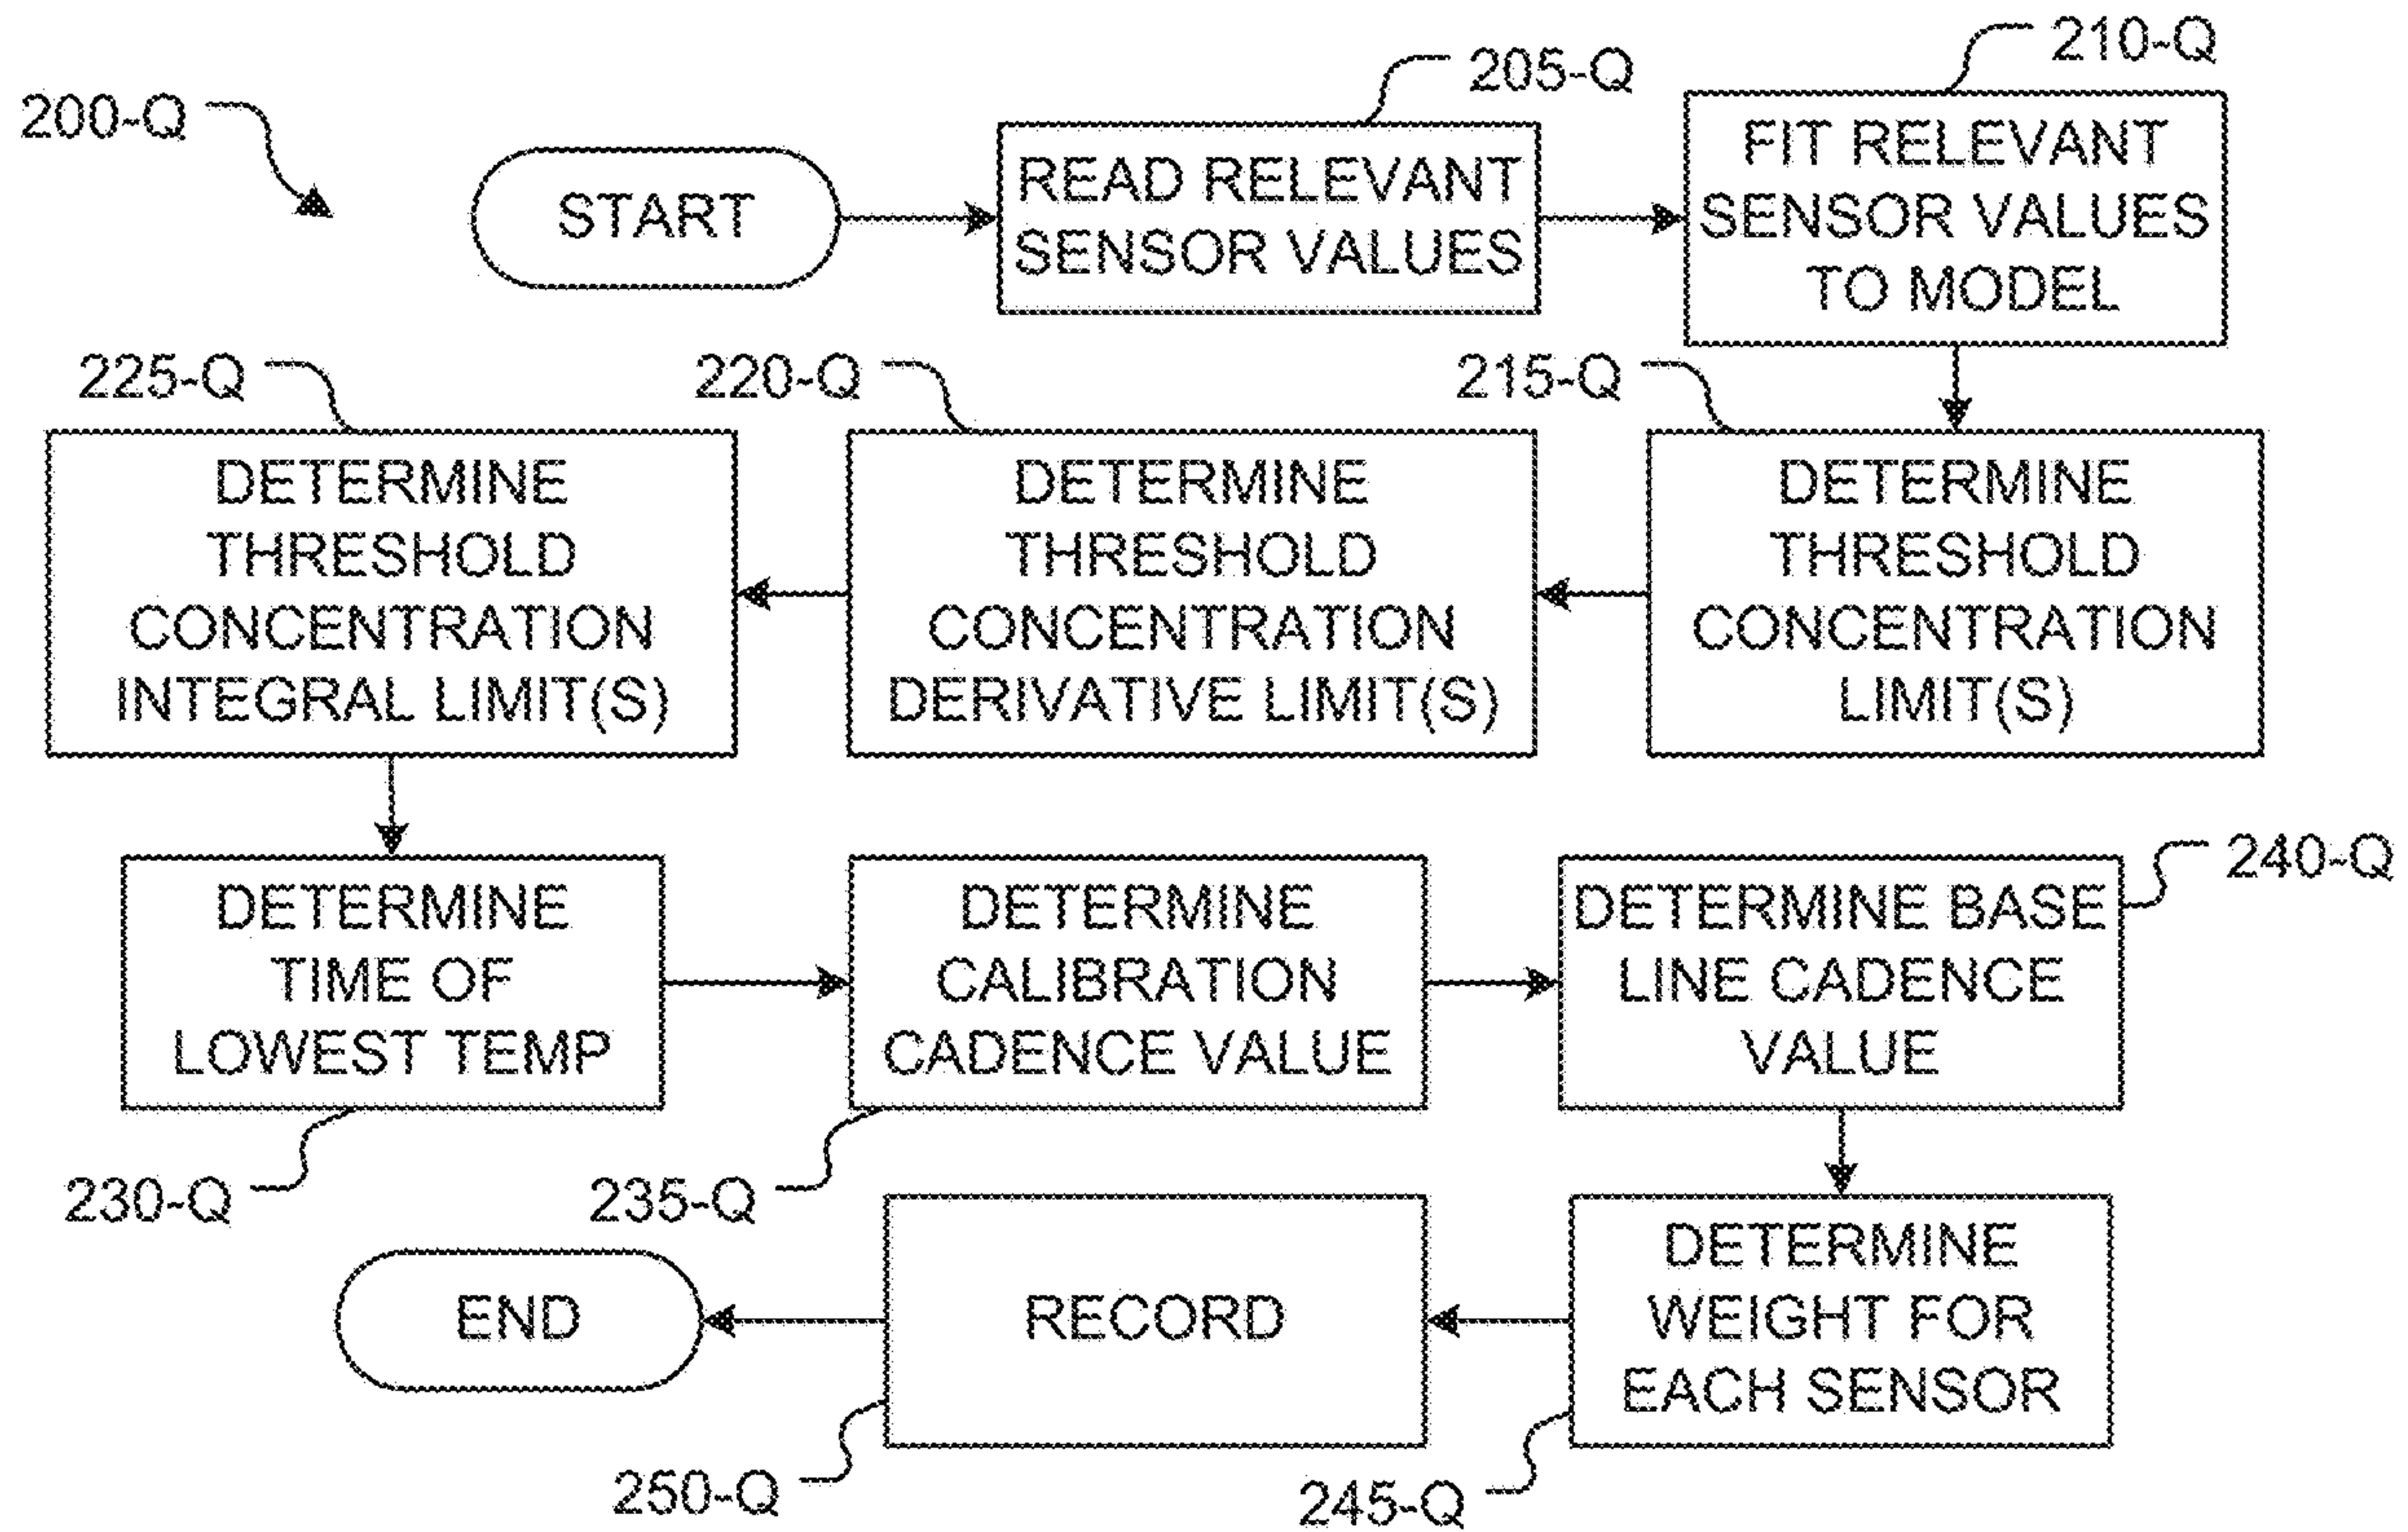 200-Q
START
205-Q
READ RELEVANT
SENSOR VALUES
210-Q
FIT RELEVANT
SENSOR VALUES
TO MODEL
215-Q
DETERMINE
THRESHOLD
CONCENTRATION
LIMIT(S)
220-Q
DETERMINE
THRESHOLD
CONCENTRATION
DERIVATIVE LIMIT(S)
225-Q
DETERMINE
THRESHOLD
CONCENTRATION
INTEGRAL LIMIT(S)
DETERMINE
TIME OF
LOWEST TEMP
230-Q
DETERMINE
CALIBRATION
CADENCE VALUE
235-Q
240-Q
DETERMINE BASE
LINE CADENCE
VALUE
DETERMINE
WEIGHT FOR
EACH SENSOR
245-Q
RECORD
250-Q
END